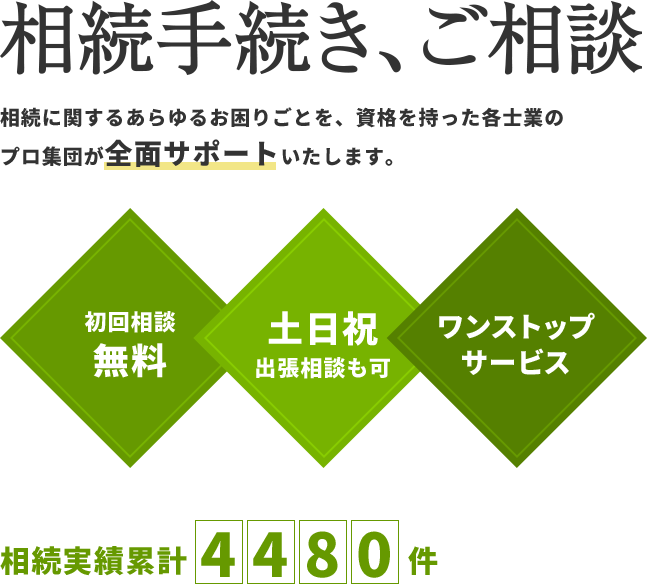 相続手続き、ご相談
相続に関するあらゆるお困りごとを、資格を持った各士業の
プロ集団が全面サポートいたします。
初回相談
無料
土日祝
出張相談も可
ワンストップ
サービス
相続実績累計 4480 件